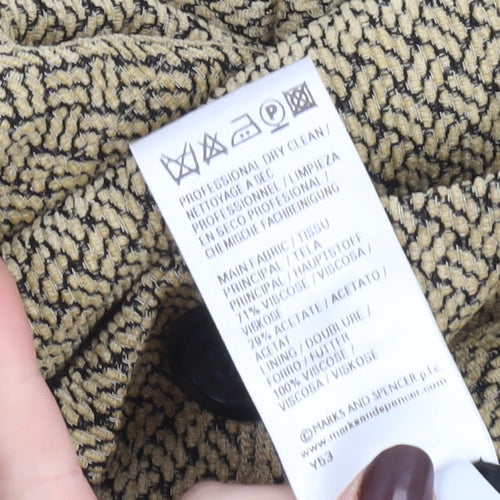 P
PROFESSIONAL DRY CLEAN /
NETTOYAGE A SEC
PROFESSIONNEL / LIMPIEZA
EN SECO PROFESIONAL /
CHEMISCHE FACHREINIGUNG
MAIN FABRIC / TISSU
PRINCIPAL / TELA
PRINCIPAL / HAUPTSTOFF
71% VISCOSE / VISCOSA /
VISKOSE
29% ACETATE / ACETATO /
ACETAT
LINING / DOUBLURE /
FORRO / FUTTER
100% VISCOSE /
VISCOSA / VISKOSE
©MARKS AND SPENCER p.l.c.
www.marksandspencer.com
Y03